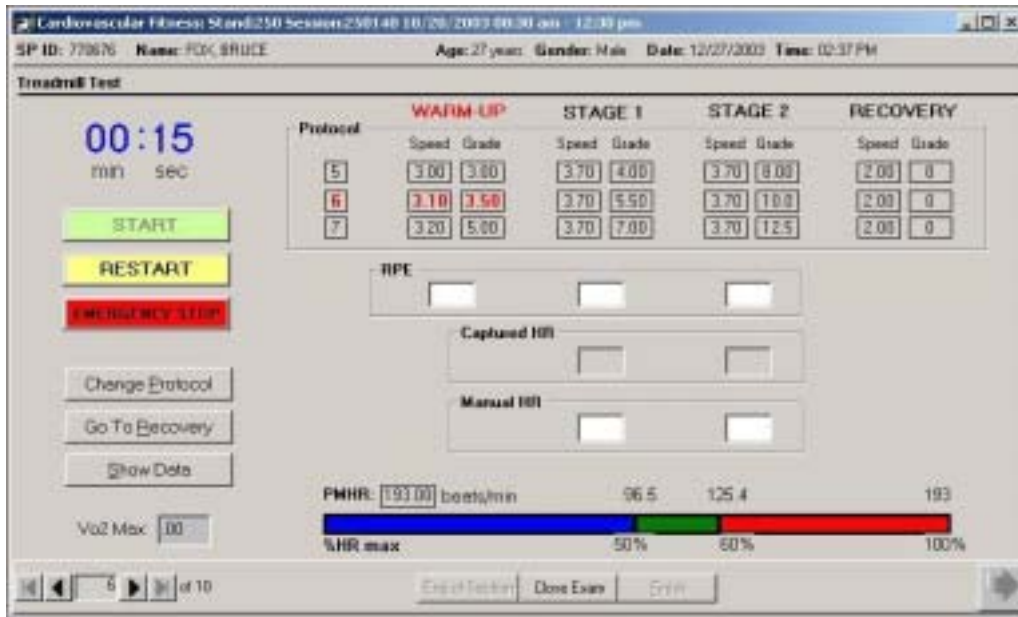 Cardiovascular Fitness: Stand:250 Session:250140 10/20/2003 08:30 am - 12:30 pm
SP ID: 778676 Name: FOX, BRUCE Age: 27 years Gender: Male Date: 12/27/2003 Time: 02:37 PM
Treadmill Test
WARM-UP STAGE 1 STAGE 2 RECOVERY
00:15
min sec
Protocol
Speed Grade Speed Grade Speed Grade Speed Grade
5 3.00 3.00 3.70 4.00 3.70 8.00 2.00 0
6 3.10 3.50 3.70 5.50 3.70 10.0 2.00 0
7 3.20 5.00 3.70 7.00 3.70 12.5 2.00 0
START
RESTART
EMERGENCY STOP
RPE
Captured HR
Manual HR
Change Protocol
Go To Recovery
Show Data
Vo2 Max .00
PMHR: 193.00 beats/min 96.5 125.4 193
%HR max 50% 60% 100%
6 of 10
End of Section Close Exam Enter